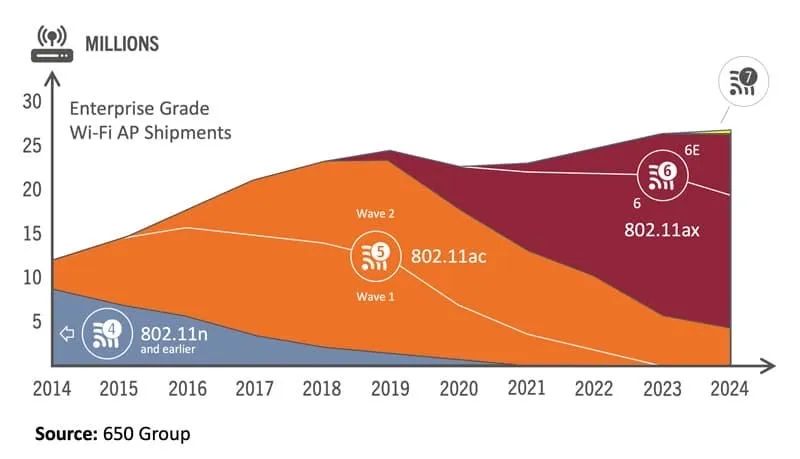 MILLIONS
Enterprise Grade
Wi-Fi AP Shipments
30
25
20
15
10
5
7
6E
6
6
802.11ax
Wave 2
5
802.11ac
Wave 1
4
802.11n
and earlier
2014 2015 2016 2017 2018 2019 2020 2021 2022 2023 2024
Source: 650 Group